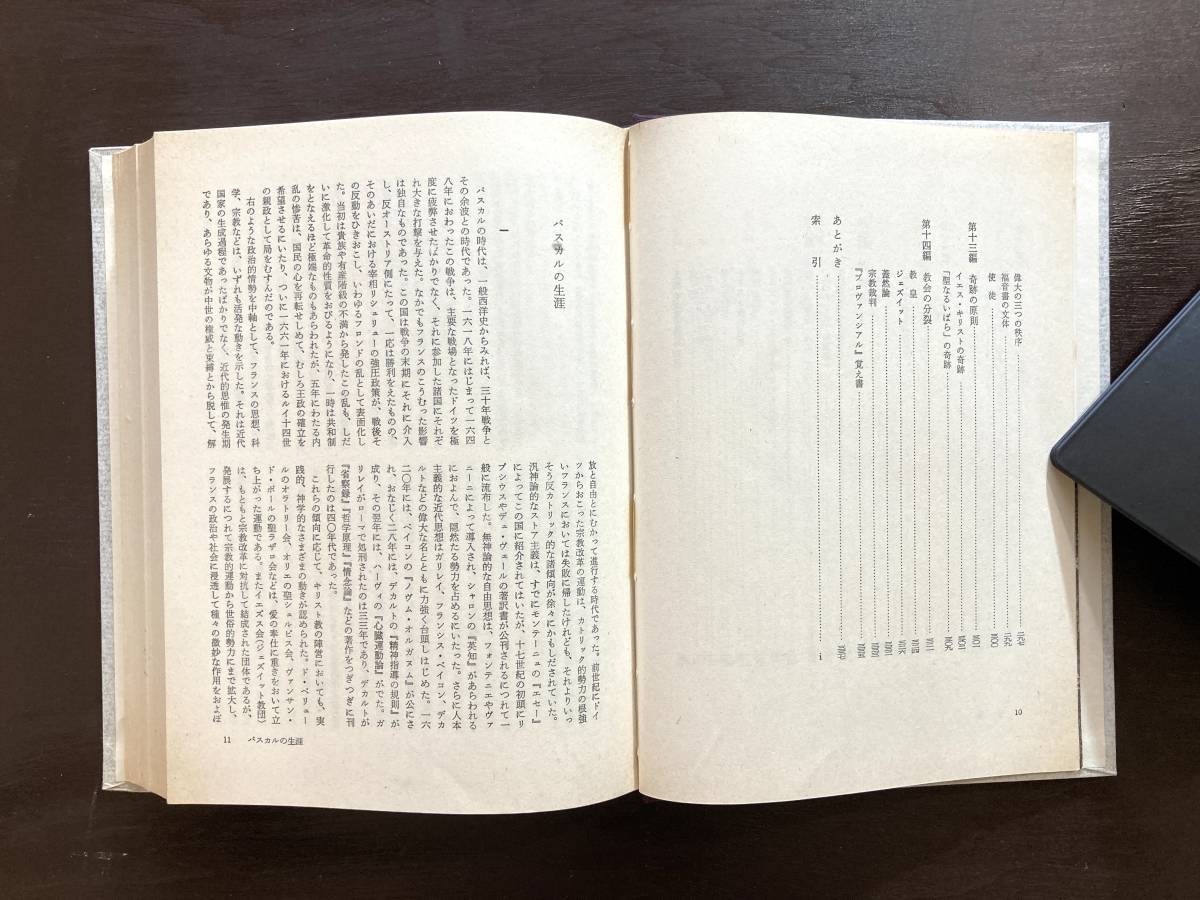 偉大の三つの秩序
福音書の文体
使徒
第十三編 奇跡の原則
イエス・キリストの奇跡
「聖なるいばら」の奇跡
第十四編 教会の分裂
教皇
ジェズイット
蓋然論
宗教裁判
『プロヴァンシアル』覚え書
あとがき
索引 i
10
パスカルの生涯
一
パスカルの時代は、一般西洋史からみれば、三十年戦争と
その余波との時代であった。一六一八年にはじまって一六四
八年におわったこの戦争は、主要な戦場となったドイツを極
度に疲弊させたばかりでなく、それに参加した諸国にそれぞ
れ大きな打撃を与えた。なかでもフランスのこうむった影響
は独自なものであった。この国は戦争の末期にそれに介入
し、反オーストリア側にたって、一応は勝利をえたものの、
そのあいだにおける宰相リシュリューの強圧政策が、戦後そ
の反動をひきおこし、いわゆるフロンドの乱として表面化し
た。当初は貴族や有産階級の不満から発したこの乱も、しだ
いに激化して革命的性質をおびるようになり、一時は共和制
をとなえるほど極端なものもあらわれたが、五年にわたる内
乱の惨苦は、国民の心を再転せしめて、むしろ王政の確立を
希望させるにいたり、ついに一六六一年におけるルイ十四世
の親政として局をむすんだのである。
右のような政治的情勢を中軸として、フランスの思想、科
学、宗教などは、いずれも活発な動きを示した。それは近代
国家の生成過程であったばかりでなく、近代的思惟の発生期
であり、あらゆる文物が中世の権威と束縛とから脱して、解
放と自由とにむかって進行する時代であった。前世紀にドイ
ツからおこった宗教改革の運動は、カトリック的勢力の根強
いフランスにおいては失敗に帰したけれども、それよりいっ
そう反カトリック的な諸傾向が徐々にかもしだされていた。
汎神論的なストア主義は、すでにモンテーニュの『エセー』
によってこの国に紹介されてはいたが、十七世紀の初頭にリ
プシウスやデュ・ヴェールの著訳書が公刊されるにつれて一
般に流布した。無神論的な自由思想は、フォンテニエやヴァ
ニーニによって導入され、シャロンの『英知』があらわれる
におよんで、隠然たる勢力を占めるにいたった。さらに人本
主義的な近代思想はガリレイ、フランシス・ベイコン、デカ
ルトなどの偉大な名とともに力強く台頭しはじめた。一六
二〇年には、ベイコンの『ノヴム・オルガヌム』が公にさ
れ、おなじく二八年には、デカルトの『精神指導の規則』が
成り、その翌年には、ハーヴィの『心臓運動論』がでた。ガ
リレイがローマで処刑されたのは三三年であり、デカルトが
『省察録』『哲学原理』『情念論』などの著作をつぎつぎに刊
行したのは四〇年代であった。
これらの傾向に応じて、キリスト教の陣営においても、実
践的、神学的なさまざまの動きが認められた。ド・ベリュー
ルのオラトリー会、オリエの聖シュルピス会、ヴァンサン・
ド・ポールの聖ラザロ会などは、愛の奉仕に重きをおいて立
ち上がった運動である。またイエズス会（ジェズイット教団）
は、もともと宗教改革に対抗して結成された団体であるが、
発展するにつれて宗教的運動から世俗的勢力にまで拡大し、
フランスの政治や社会に浸透して種々の微妙な作用をおよぼ
11 パスカルの生涯